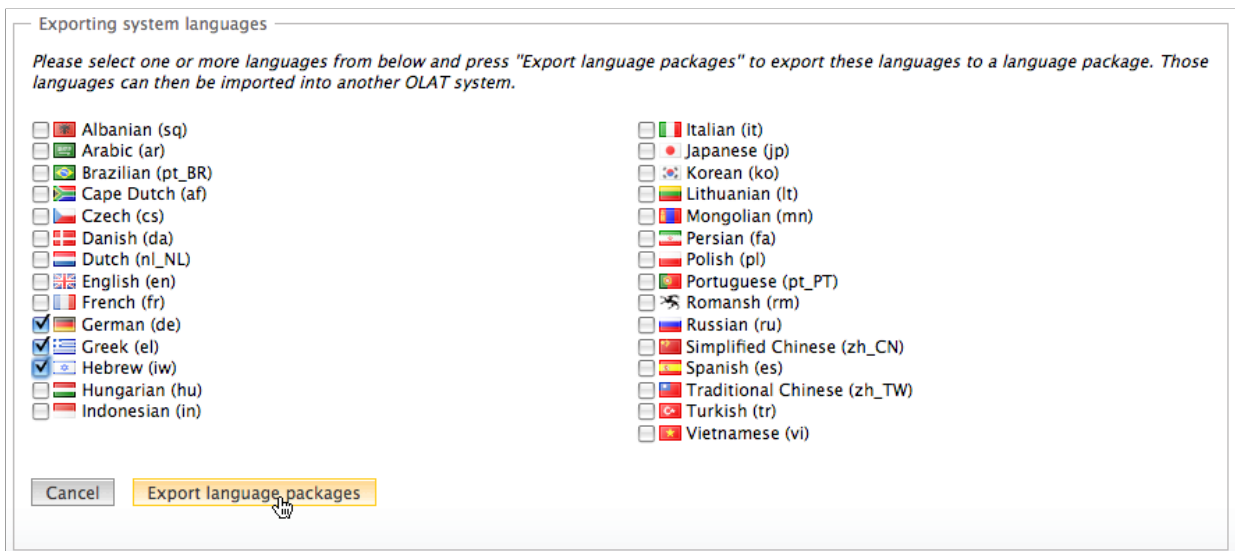 Exporting system languages
Please select one or more languages from below and press "Export language packages" to export these languages to a language package. Those
languages can then be imported into another OLAT system.
Albanian (sq)
Arabic (ar)
Brazilian (pt_BR)
Cape Dutch (af)
Czech (cs)
Danish (da)
Dutch (nl_NL)
English (en)
French (fr)
German (de)
Greek (el)
Hebrew (iw)
Hungarian (hu)
Indonesian (in)
Italian (it)
Japanese (jp)
Korean (ko)
Lithuanian (lt)
Mongolian (mn)
Persian (fa)
Polish (pl)
Portuguese (pt_PT)
Romansh (rm)
Russian (ru)
Simplified Chinese (zh_CN)
Spanish (es)
Traditional Chinese (zh_TW)
Turkish (tr)
Vietnamese (vi)
Cancel
Export language packages